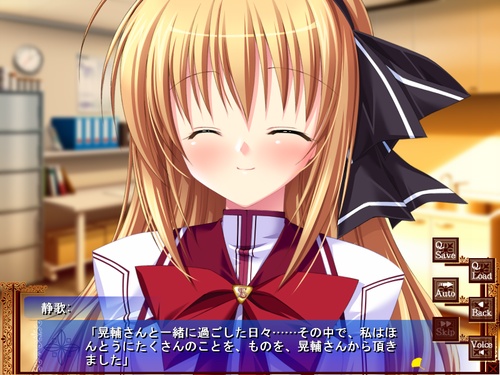 静歌:
「晃輔さんと一緒に過ごした日々……その中で、私はほ
んとうにたくさんのことを、ものを、晃輔さんから頂き
ました」
Q.
Save
Q.
Load
Auto
Back
Skip
Voice